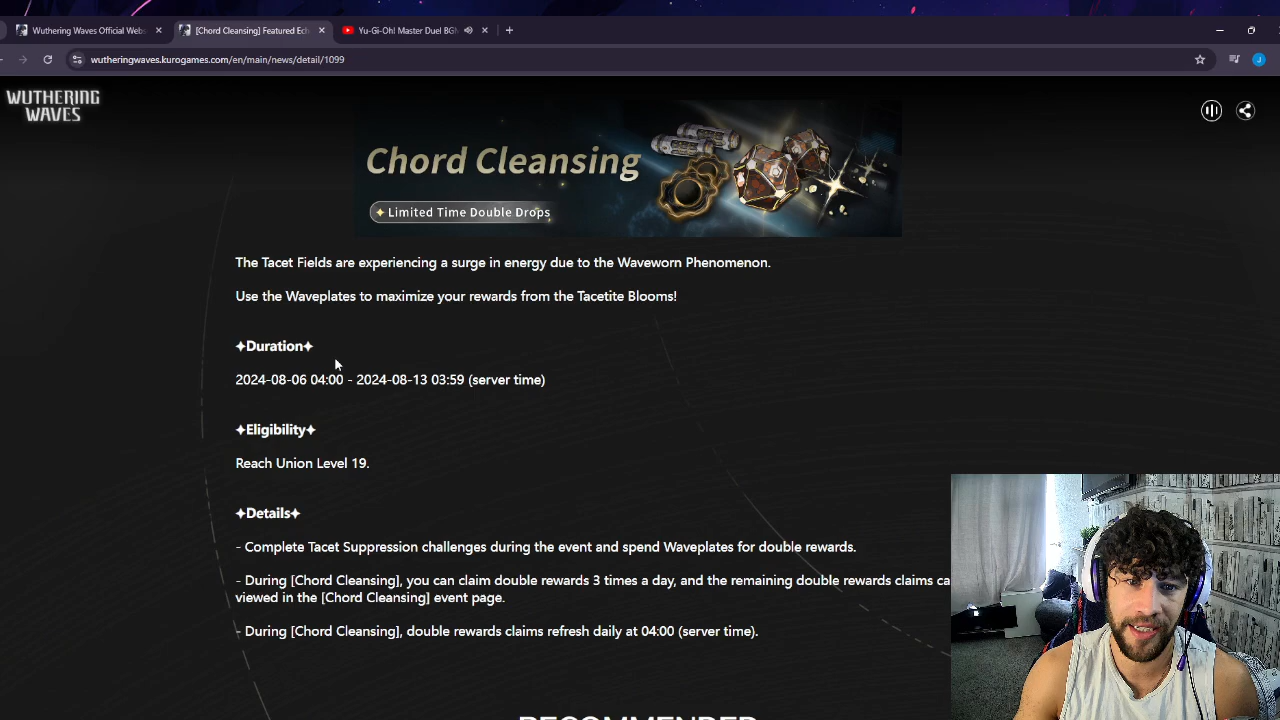 Wuthering Waves Official Web
[Chord Cleansing] Featured Ech
Yu-Gi-Oh! Master Duel BGM
wutheringwaves.kurogames.com/en/main/news/detail/1099
J
WUTHERING
WAVES
Chord Cleansing
✦ Limited Time Double Drops
The Tacet Fields are experiencing a surge in energy due to the Waveworn Phenomenon.
Use the Waveplates to maximize your rewards from the Tacetite Blooms!
✦Duration✦
2024-08-06 04:00 - 2024-08-13 03:59 (server time)
✦Eligibility✦
Reach Union Level 19.
✦Details✦
- Complete Tacet Suppression challenges during the event and spend Waveplates for double rewards.
- During [Chord Cleansing], you can claim double rewards 3 times a day, and the remaining double rewards claims ca
viewed in the [Chord Cleansing] event page.
- During [Chord Cleansing], double rewards claims refresh daily at 04:00 (server time).
RECOMMENDED